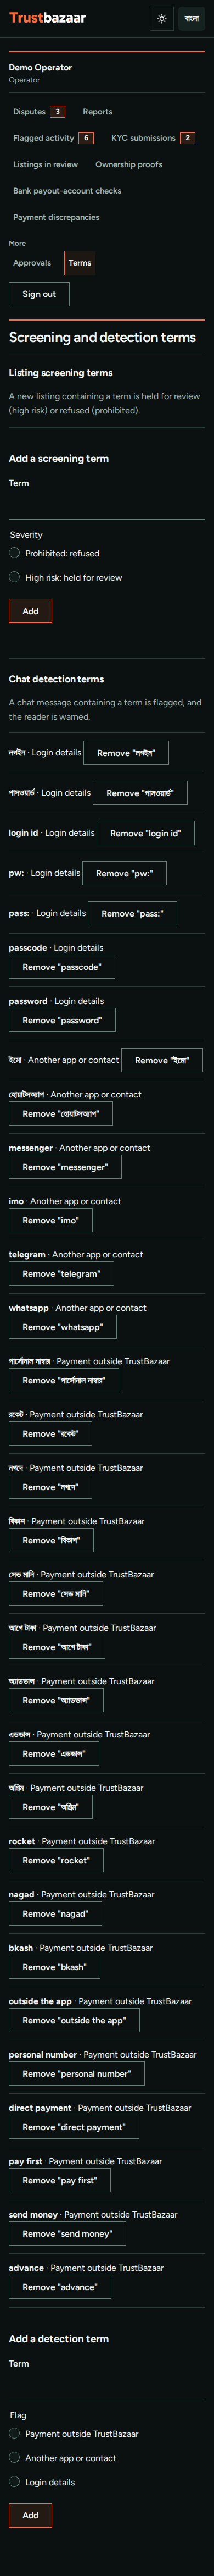 Trustbazaar
বাংলা
Demo Operator
Operator
Disputes 3 Reports
Flagged activity 6 KYC submissions 2
Listings in review Ownership proofs
Bank payout-account checks
Payment discrepancies
More
Approvals Terms
Sign out
Screening and detection terms
Listing screening terms
A new listing containing a term is held for review
(high risk) or refused (prohibited).
Add a screening term
Term
Severity
Prohibited: refused
High risk: held for review
Add
Chat detection terms
A chat message containing a term is flagged, and
the reader is warned.
লগইন · Login details Remove "লগইন"
পাসওয়ার্ড · Login details Remove "পাসওয়ার্ড"
login id · Login details Remove "login id"
pw: · Login details Remove "pw:"
pass: · Login details Remove "pass:"
passcode · Login details
Remove "passcode"
password · Login details
Remove "password"
ইমো · Another app or contact Remove "ইমো"
হোয়াটসঅ্যাপ · Another app or contact
Remove "হোয়াটসঅ্যাপ"
messenger · Another app or contact
Remove "messenger"
imo · Another app or contact
Remove "imo"
telegram · Another app or contact
Remove "telegram"
whatsapp · Another app or contact
Remove "whatsapp"
পার্সোনাল নাম্বার · Payment outside TrustBazaar
Remove "পার্সোনাল নাম্বার"
রকেট · Payment outside TrustBazaar
Remove "রকেট"
নগদে · Payment outside TrustBazaar
Remove "নগদে"
বিকাশ · Payment outside TrustBazaar
Remove "বিকাশ"
সেন্ড মানি · Payment outside TrustBazaar
Remove "সেন্ড মানি"
আগে টাকা · Payment outside TrustBazaar
Remove "আগে টাকা"
অ্যাডভান্স · Payment outside TrustBazaar
Remove "অ্যাডভান্স"
এডভান্স · Payment outside TrustBazaar
Remove "এডভান্স"
অগ্রিম · Payment outside TrustBazaar
Remove "অগ্রিম"
rocket · Payment outside TrustBazaar
Remove "rocket"
nagad · Payment outside TrustBazaar
Remove "nagad"
bkash · Payment outside TrustBazaar
Remove "bkash"
outside the app · Payment outside TrustBazaar
Remove "outside the app"
personal number · Payment outside TrustBazaar
Remove "personal number"
direct payment · Payment outside TrustBazaar
Remove "direct payment"
pay first · Payment outside TrustBazaar
Remove "pay first"
send money · Payment outside TrustBazaar
Remove "send money"
advance · Payment outside TrustBazaar
Remove "advance"
Add a detection term
Term
Flag
Payment outside TrustBazaar
Another app or contact
Login details
Add